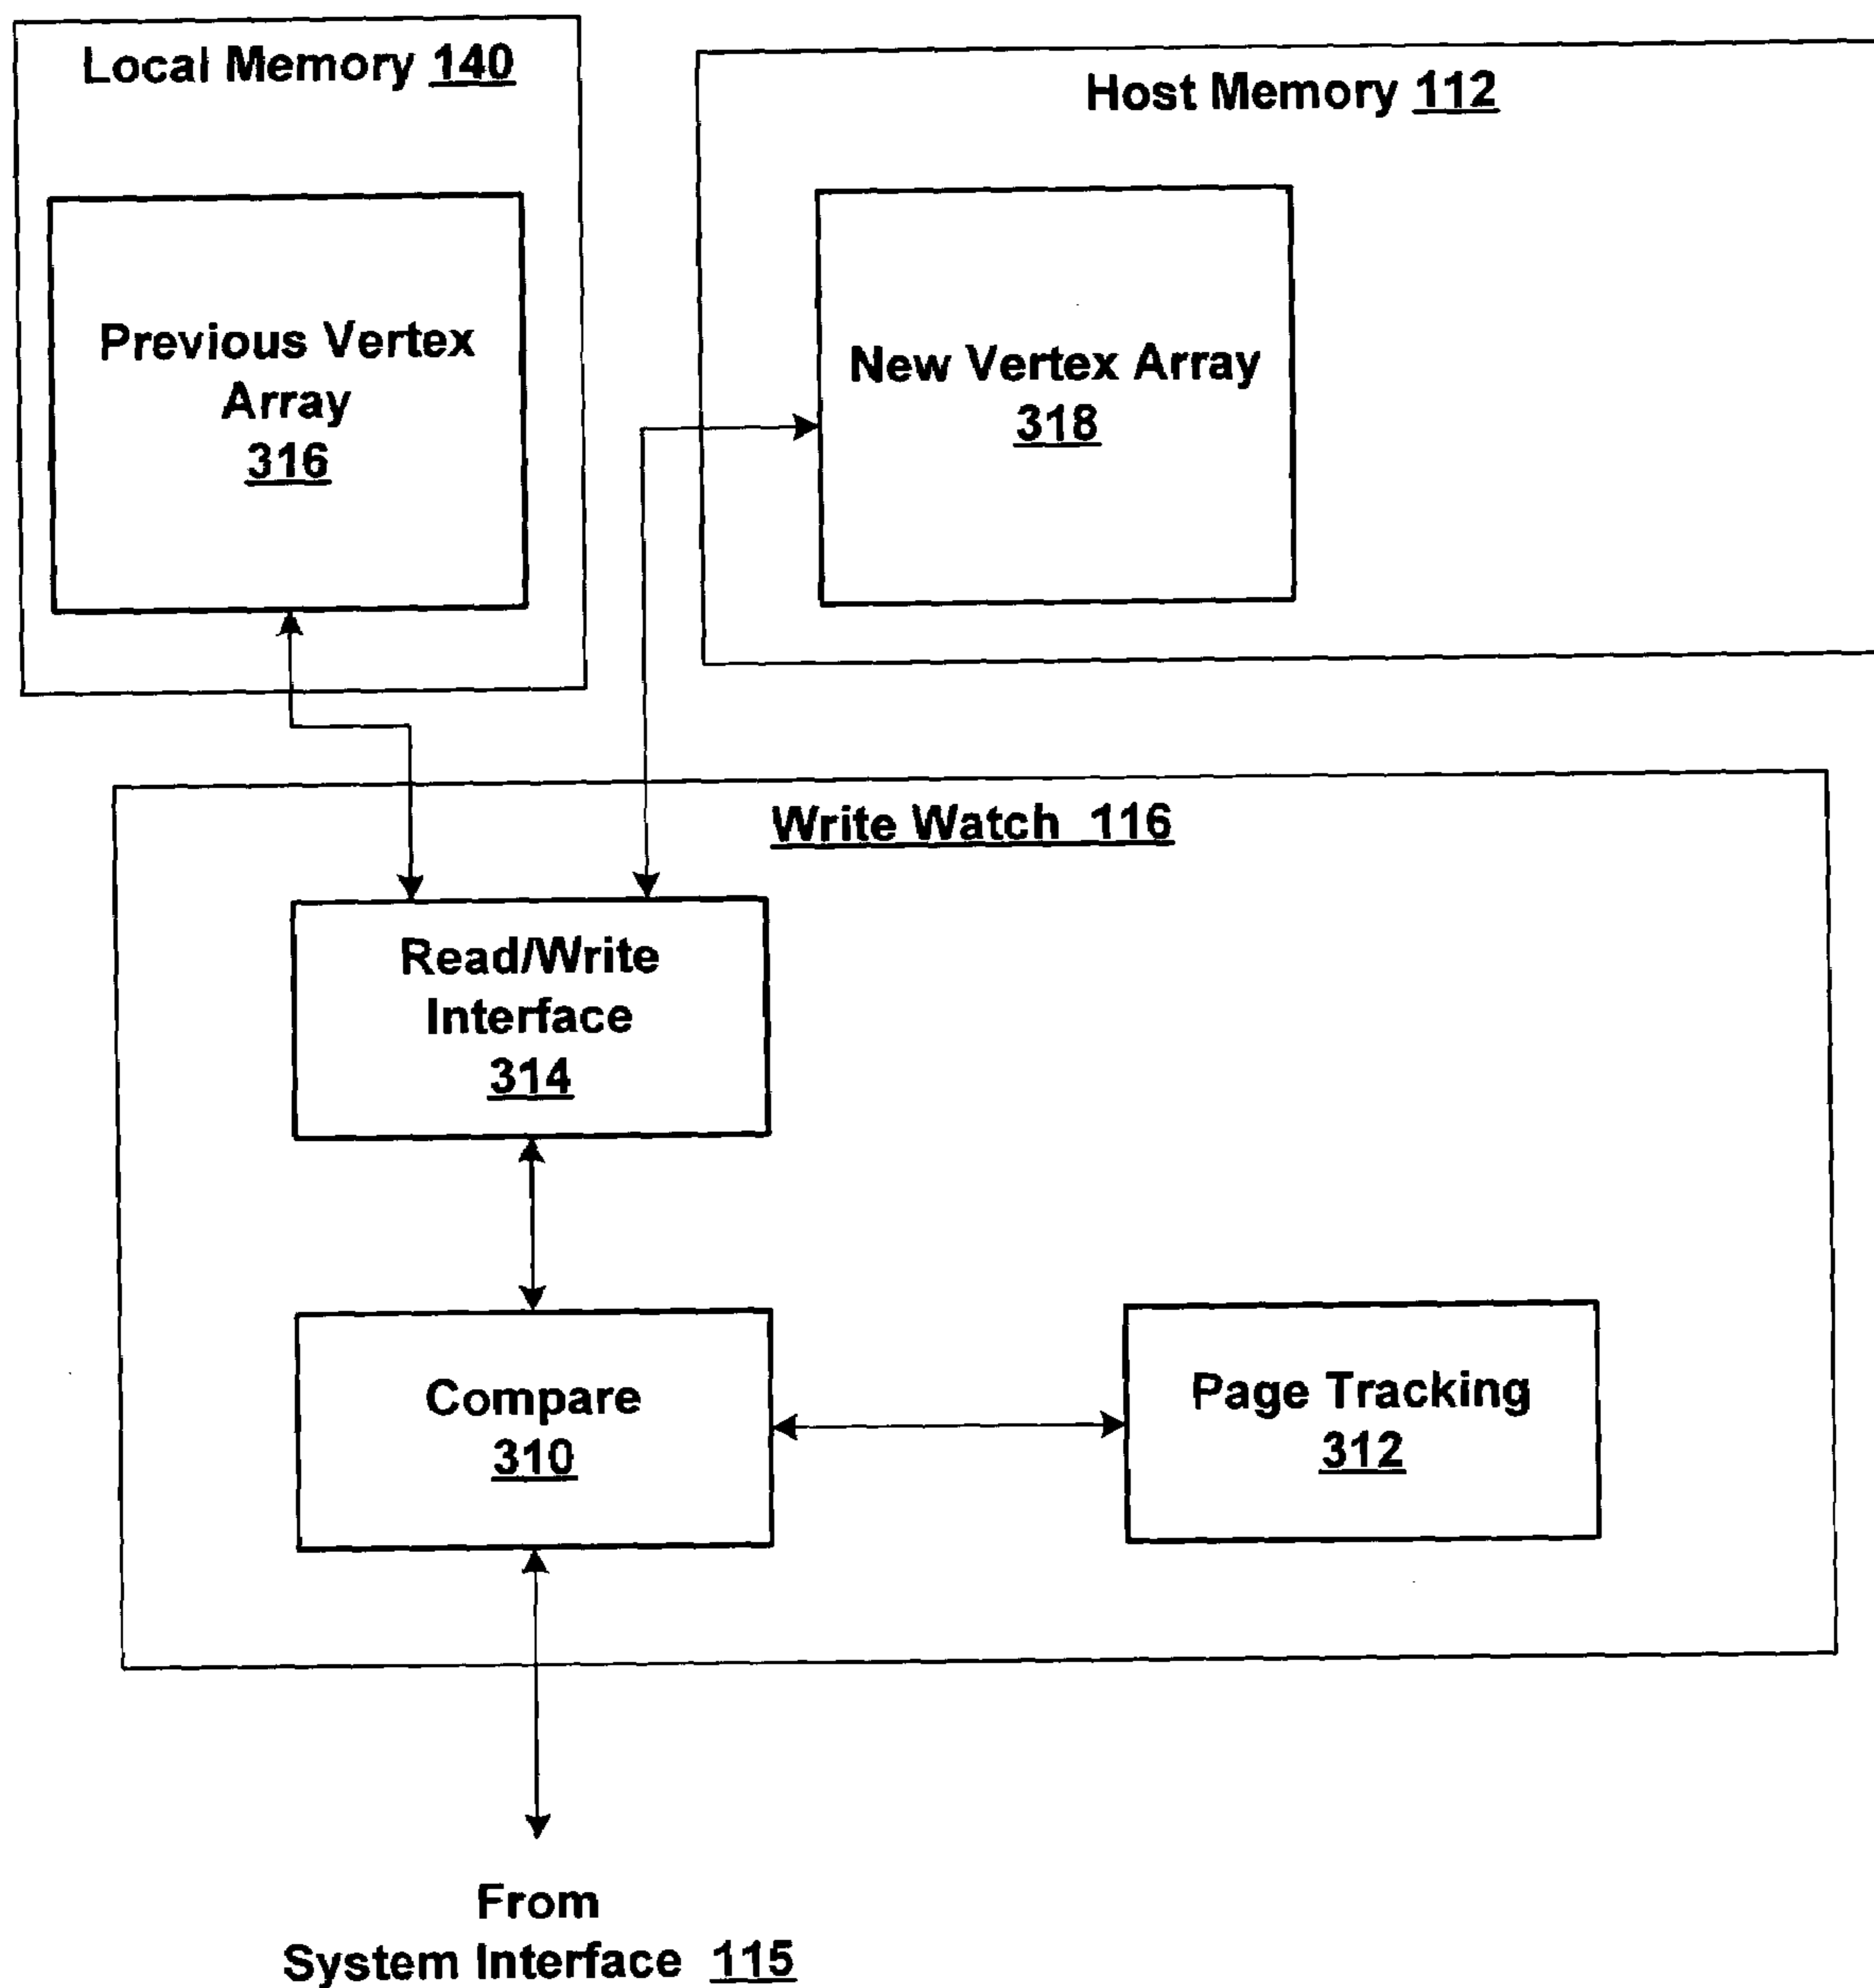 Local Memory 140
Host Memory 112
Previous Vertex
Array
316
New Vertex Array
318
Write Watch 116
Read/Write
Interface
314
Compare
310
Page Tracking
312
From
System Interface 115